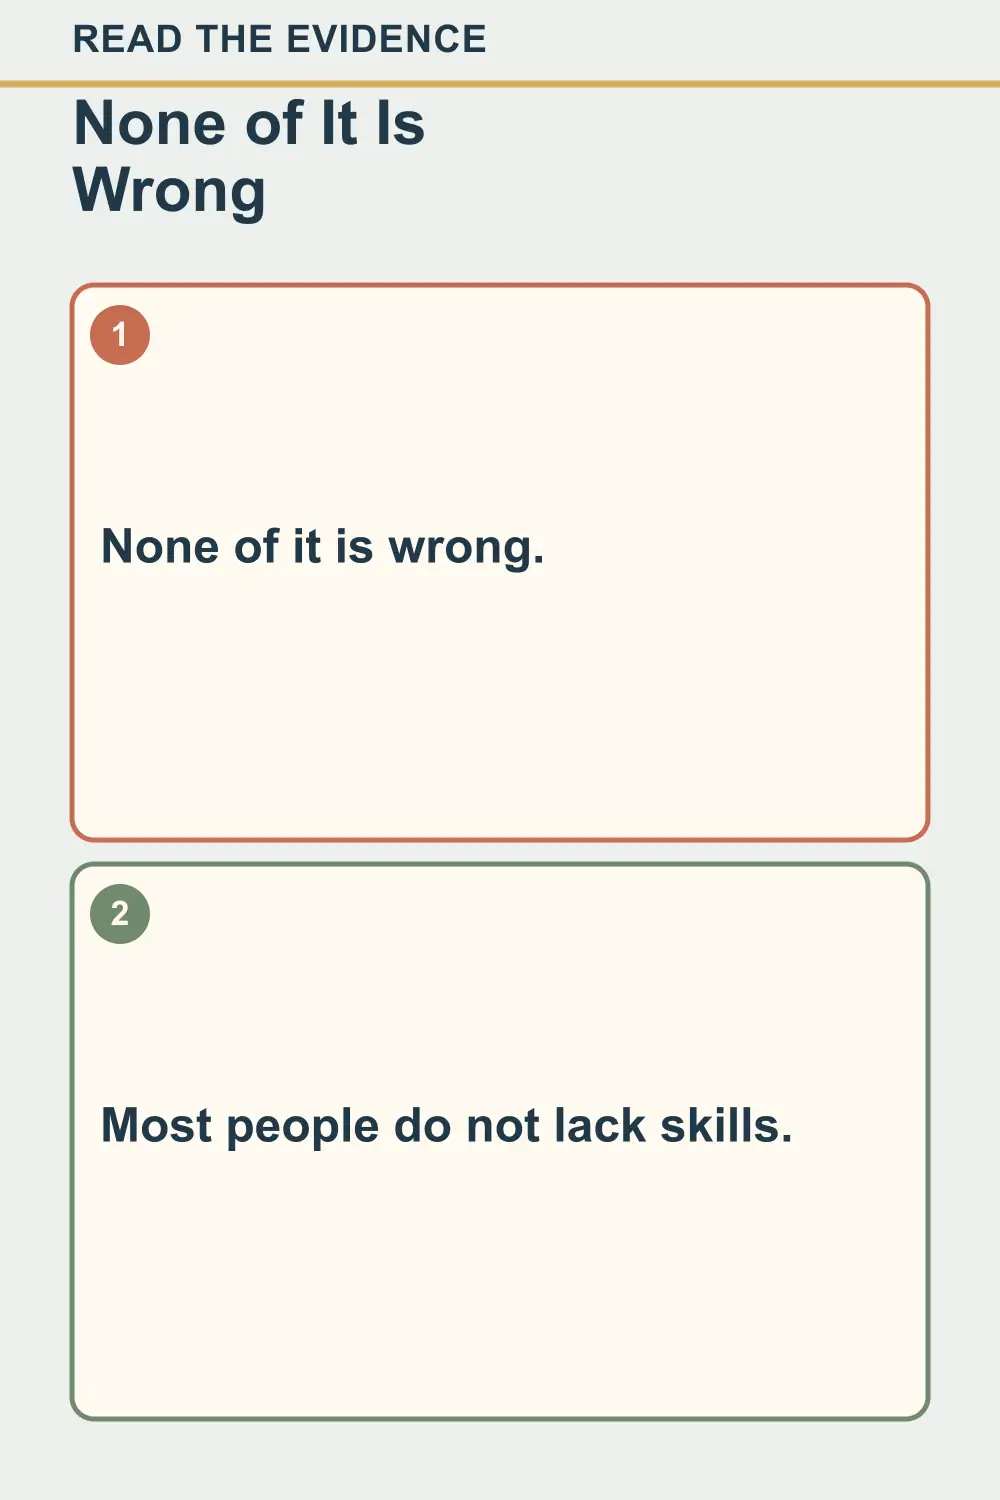 READ THE EVIDENCE
None of It Is
Wrong
1
None of it is wrong.
2
Most people do not lack skills.